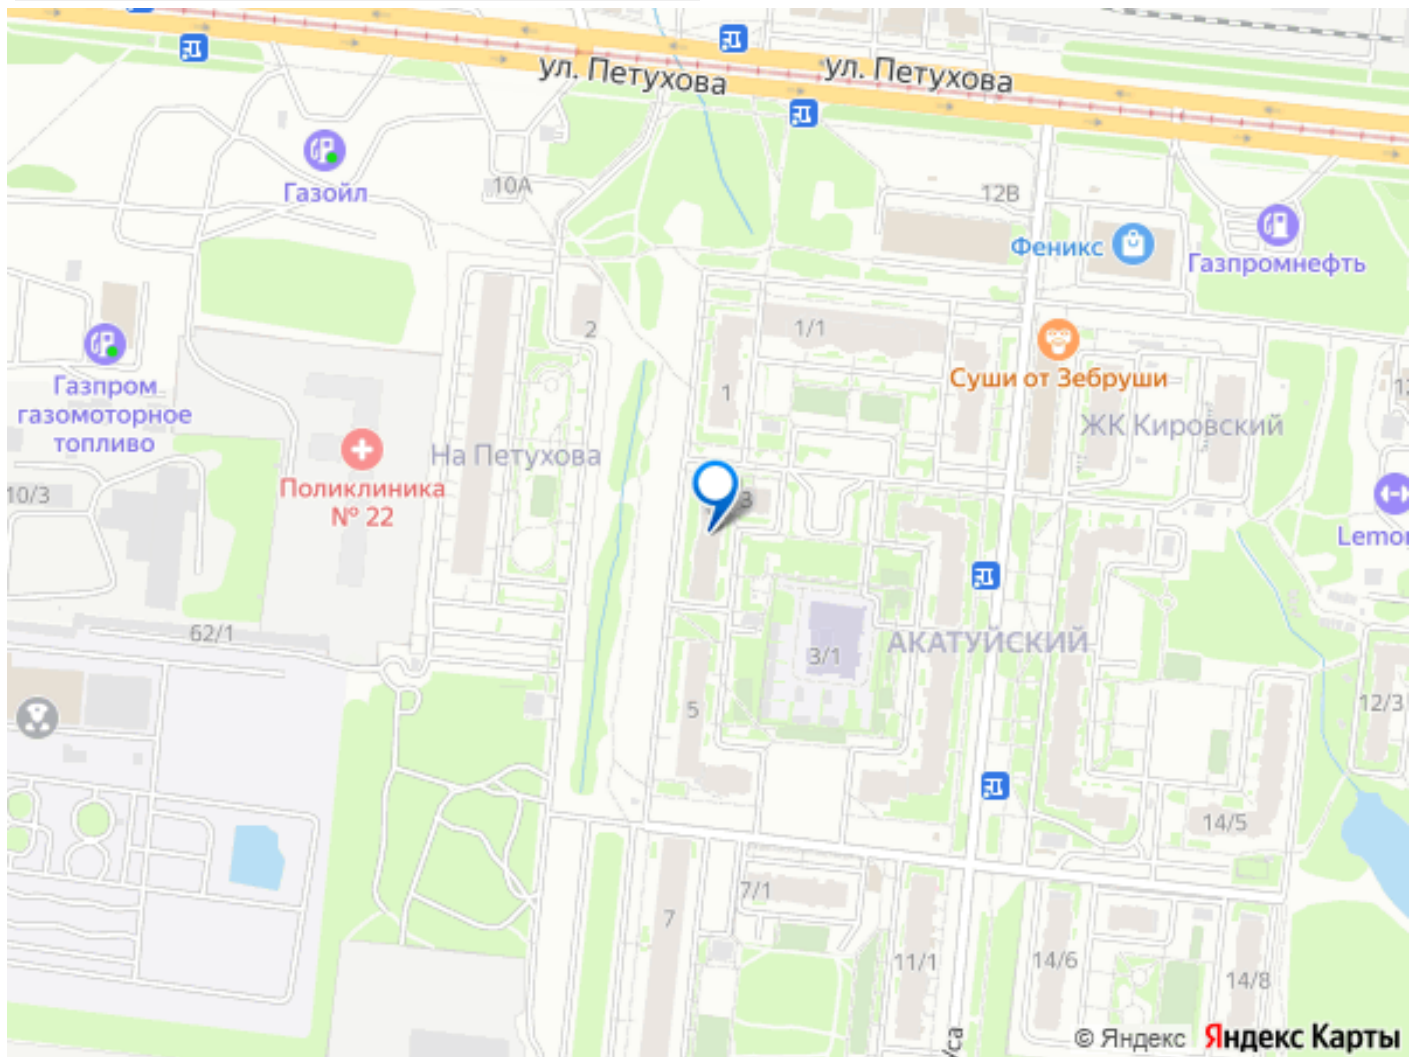 ул. Петухова
ул. Петухова
Газойл
10А
12В
Феникс
Газпромнефть
2
1/1
Газпром
газомоторное
топливо
1
Суши от Зебруши
ЖК Кировский
На Петухова
Поликлиника
№ 22
10/3
3
62/1
3/1
АКАТУЙСКИЙ
5
12/3
14/5
7/1
7
11/1
14/6
14/8
© Яндекс
Яндекс Карты